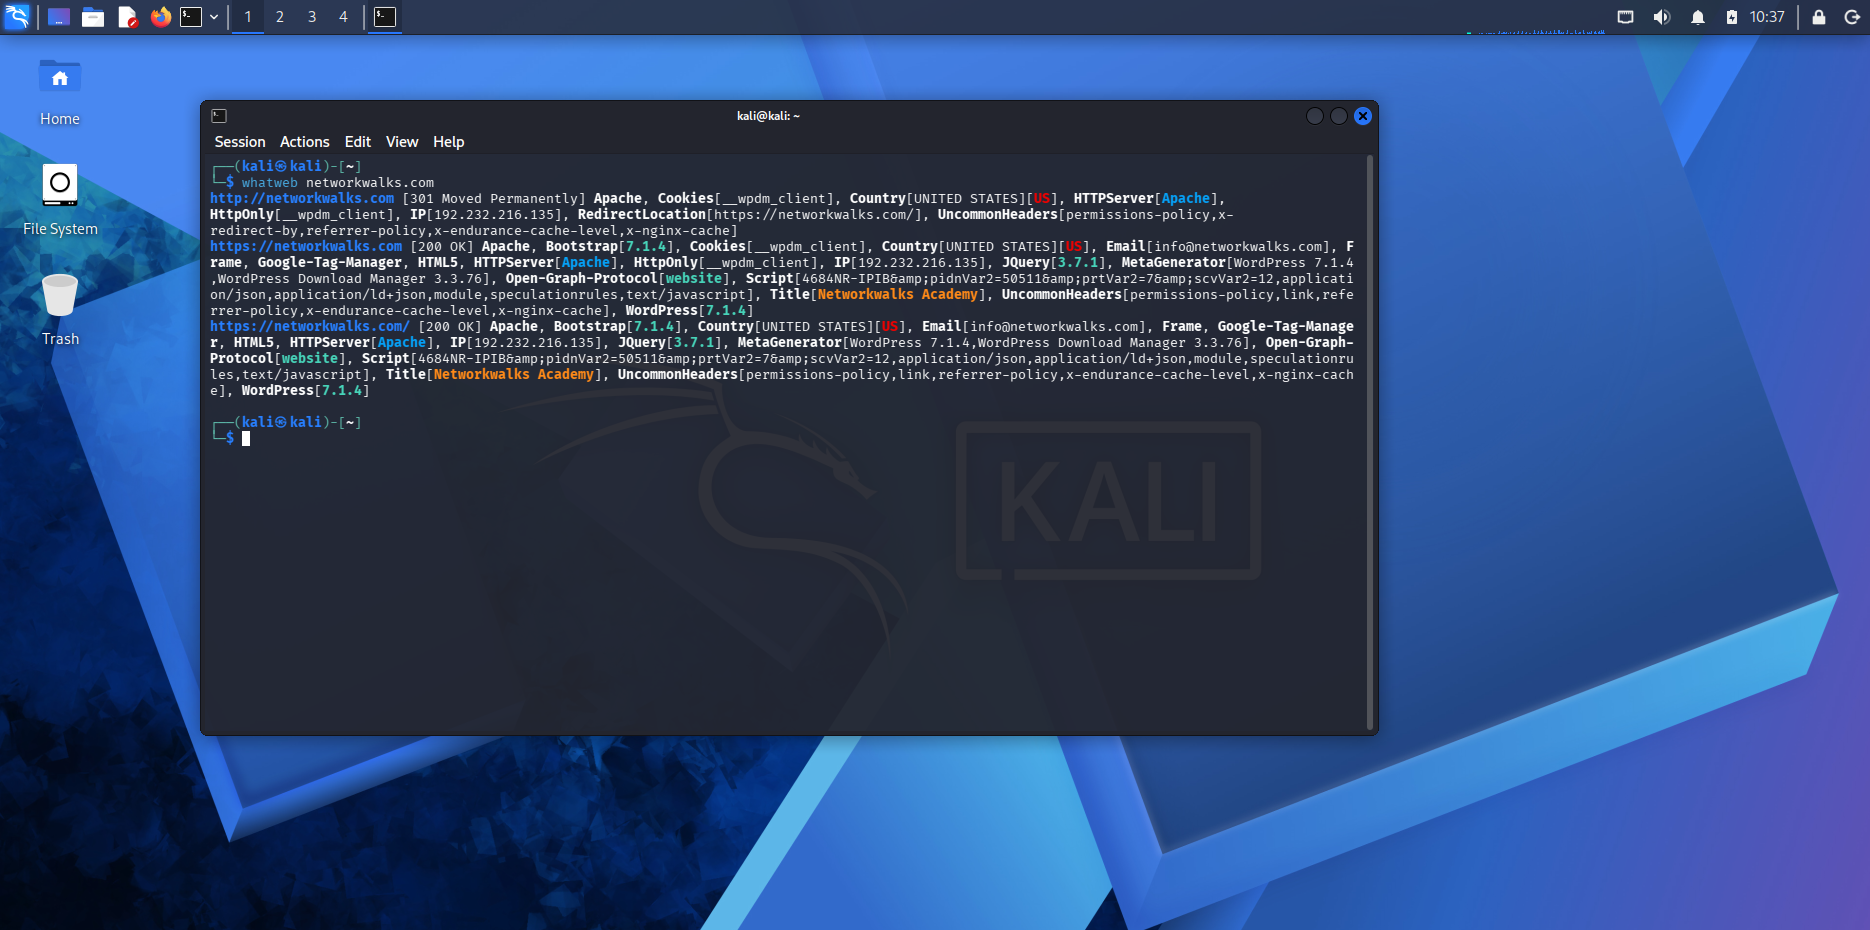 1 2 3 4
10:37
Home
File System
Trash
kali@kali: ~
Session Actions Edit View Help
┌──(kali㉿kali)-[~]
└─$ whatweb networkwalks.com
http://networkwalks.com [301 Moved Permanently] Apache, Cookies[__wpdm_client], Country[UNITED STATES][US], HTTPServer[Apache],
HttpOnly[__wpdm_client], IP[192.232.216.135], RedirectLocation[https://networkwalks.com/], UncommonHeaders[permissions-policy,x-
redirect-by,referrer-policy,x-endurance-cache-level,x-nginx-cache]
https://networkwalks.com [200 OK] Apache, Bootstrap[7.1.4], Cookies[__wpdm_client], Country[UNITED STATES][US], Email[info@networkwalks.com], F
rame, Google-Tag-Manager, HTML5, HTTPServer[Apache], HttpOnly[__wpdm_client], IP[192.232.216.135], JQuery[3.7.1], MetaGenerator[WordPress 7.1.4
,WordPress Download Manager 3.3.76], Open-Graph-Protocol[website], Script[4684NR-IPIB&amp;pidnVar2=50511&amp;prtVar2=7&amp;scvVar2=12,applicati
on/json,application/ld+json,module,speculationrules,text/javascript], Title[Networkwalks Academy], UncommonHeaders[permissions-policy,link,refe
rrer-policy,x-endurance-cache-level,x-nginx-cache], WordPress[7.1.4]
https://networkwalks.com/ [200 OK] Apache, Bootstrap[7.1.4], Country[UNITED STATES][US], Email[info@networkwalks.com], Frame, Google-Tag-Manage
r, HTML5, HTTPServer[Apache], IP[192.232.216.135], JQuery[3.7.1], MetaGenerator[WordPress 7.1.4,WordPress Download Manager 3.3.76], Open-Graph-
Protocol[website], Script[4684NR-IPIB&amp;pidnVar2=50511&amp;prtVar2=7&amp;scvVar2=12,application/json,application/ld+json,module,speculationru
les,text/javascript], Title[Networkwalks Academy], UncommonHeaders[permissions-policy,link,referrer-policy,x-endurance-cache-level,x-nginx-cach
e], WordPress[7.1.4]
┌──(kali㉿kali)-[~]
└─$
KALI